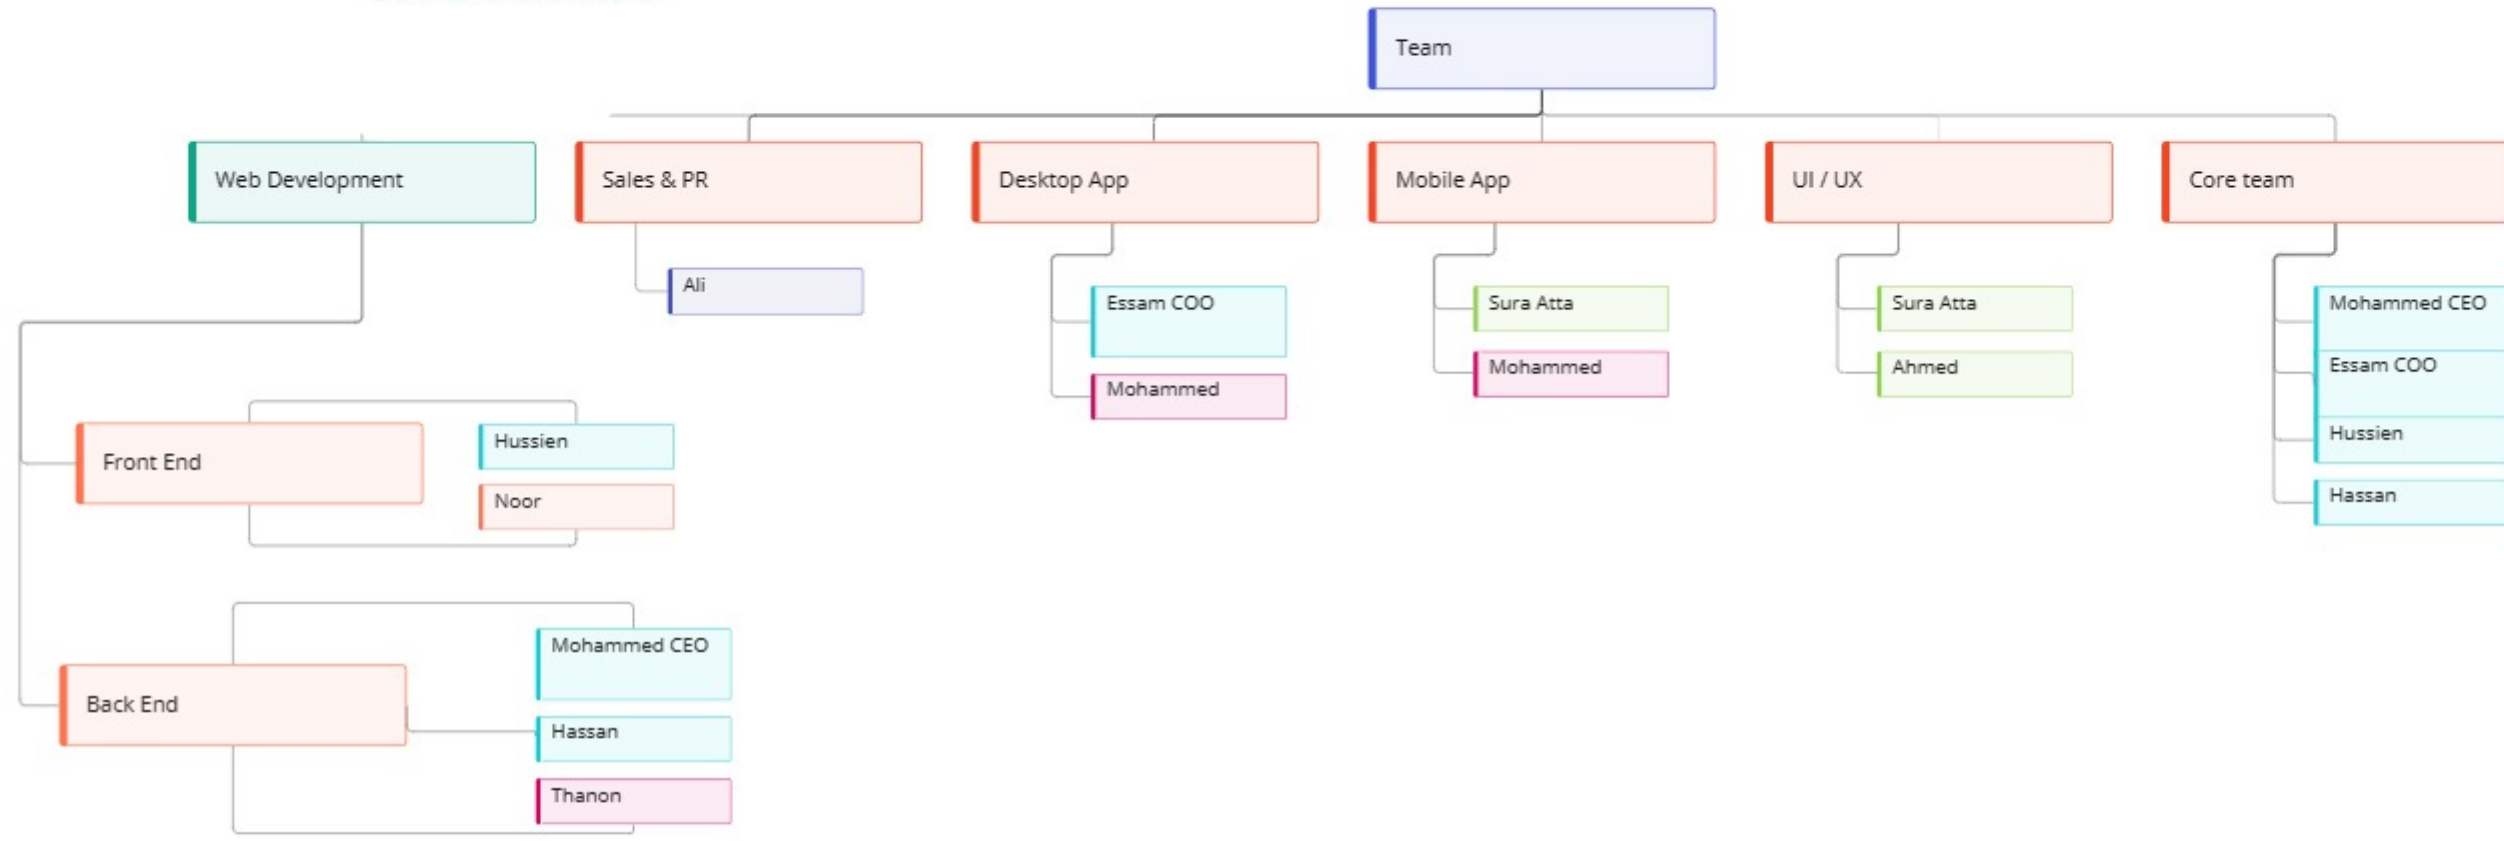 Team
Web Development
Sales & PR
Desktop App
Mobile App
UI / UX
Core team
Ali
Essam COO
Mohammed
Sura Atta
Mohammed
Sura Atta
Ahmed
Mohammed CEO
Essam COO
Hussien
Hassan
Front End
Hussien
Noor
Back End
Mohammed CEO
Hassan
Thanon